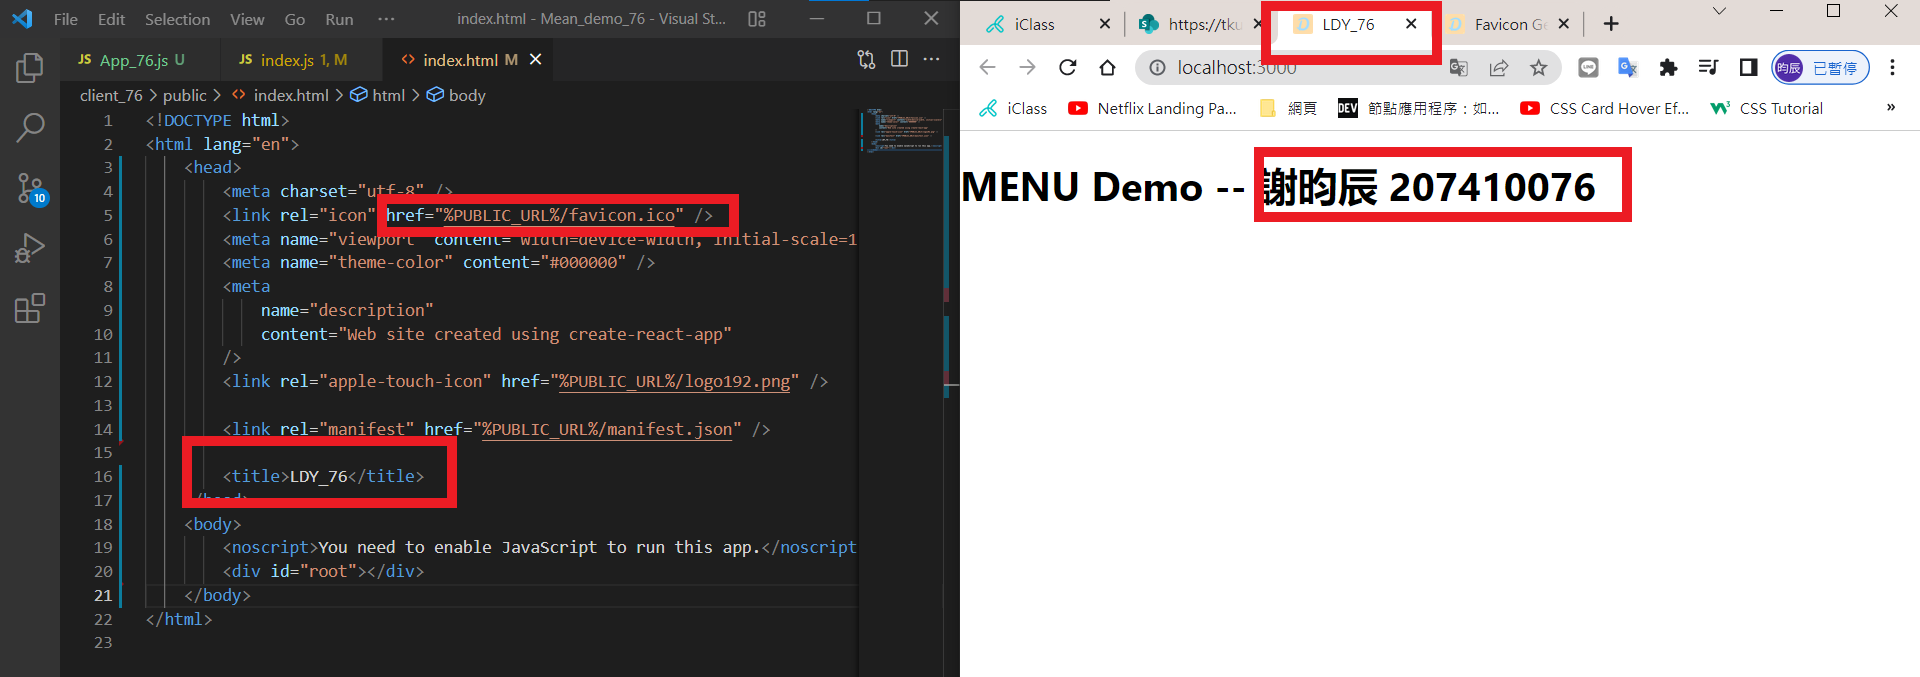 File Edit Selection View Go Run ··· index.html - Mean_demo_76 - Visual St...
JS App_76.js U JS index.js 1, M <> index.html M
client_76 > public > <> index.html > html > body
1 <!DOCTYPE html>
2 <html lang="en">
3 <head>
4 <meta charset="utf-8" />
5 <link rel="icon" href="%PUBLIC_URL%/favicon.ico" />
6 <meta name="viewport" content="width=device-width, initial-scale=1
7 <meta name="theme-color" content="#000000" />
8 <meta
9 name="description"
10 content="Web site created using create-react-app"
11 />
12 <link rel="apple-touch-icon" href="%PUBLIC_URL%/logo192.png" />
13
14 <link rel="manifest" href="%PUBLIC_URL%/manifest.json" />
15
16 <title>LDY_76</title>
17 </head>
18 <body>
19 <noscript>You need to enable JavaScript to run this app.</noscript
20 <div id="root"></div>
21 </body>
22 </html>
23
10
iClass https://tku LDY_76 Favicon Ge
localhost:3000 昀辰 已暫停
iClass Netflix Landing Pa... 網頁 DEV 節點應用程序：如... CSS Card Hover Ef... CSS Tutorial »
MENU Demo -- 謝昀辰 207410076